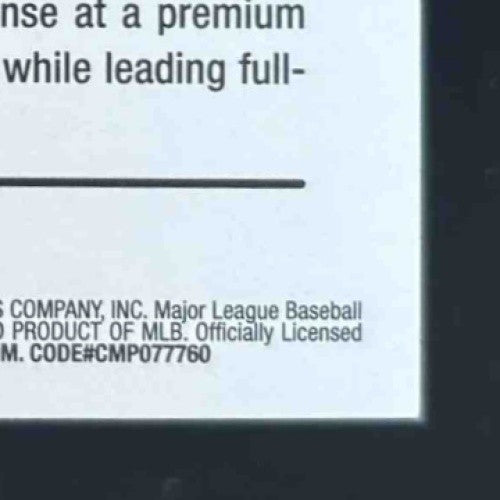 nse at a premium
while leading full-
S COMPANY, INC. Major League Baseball
D PRODUCT OF MLB. Officially Licensed
M. CODE#CMP077760